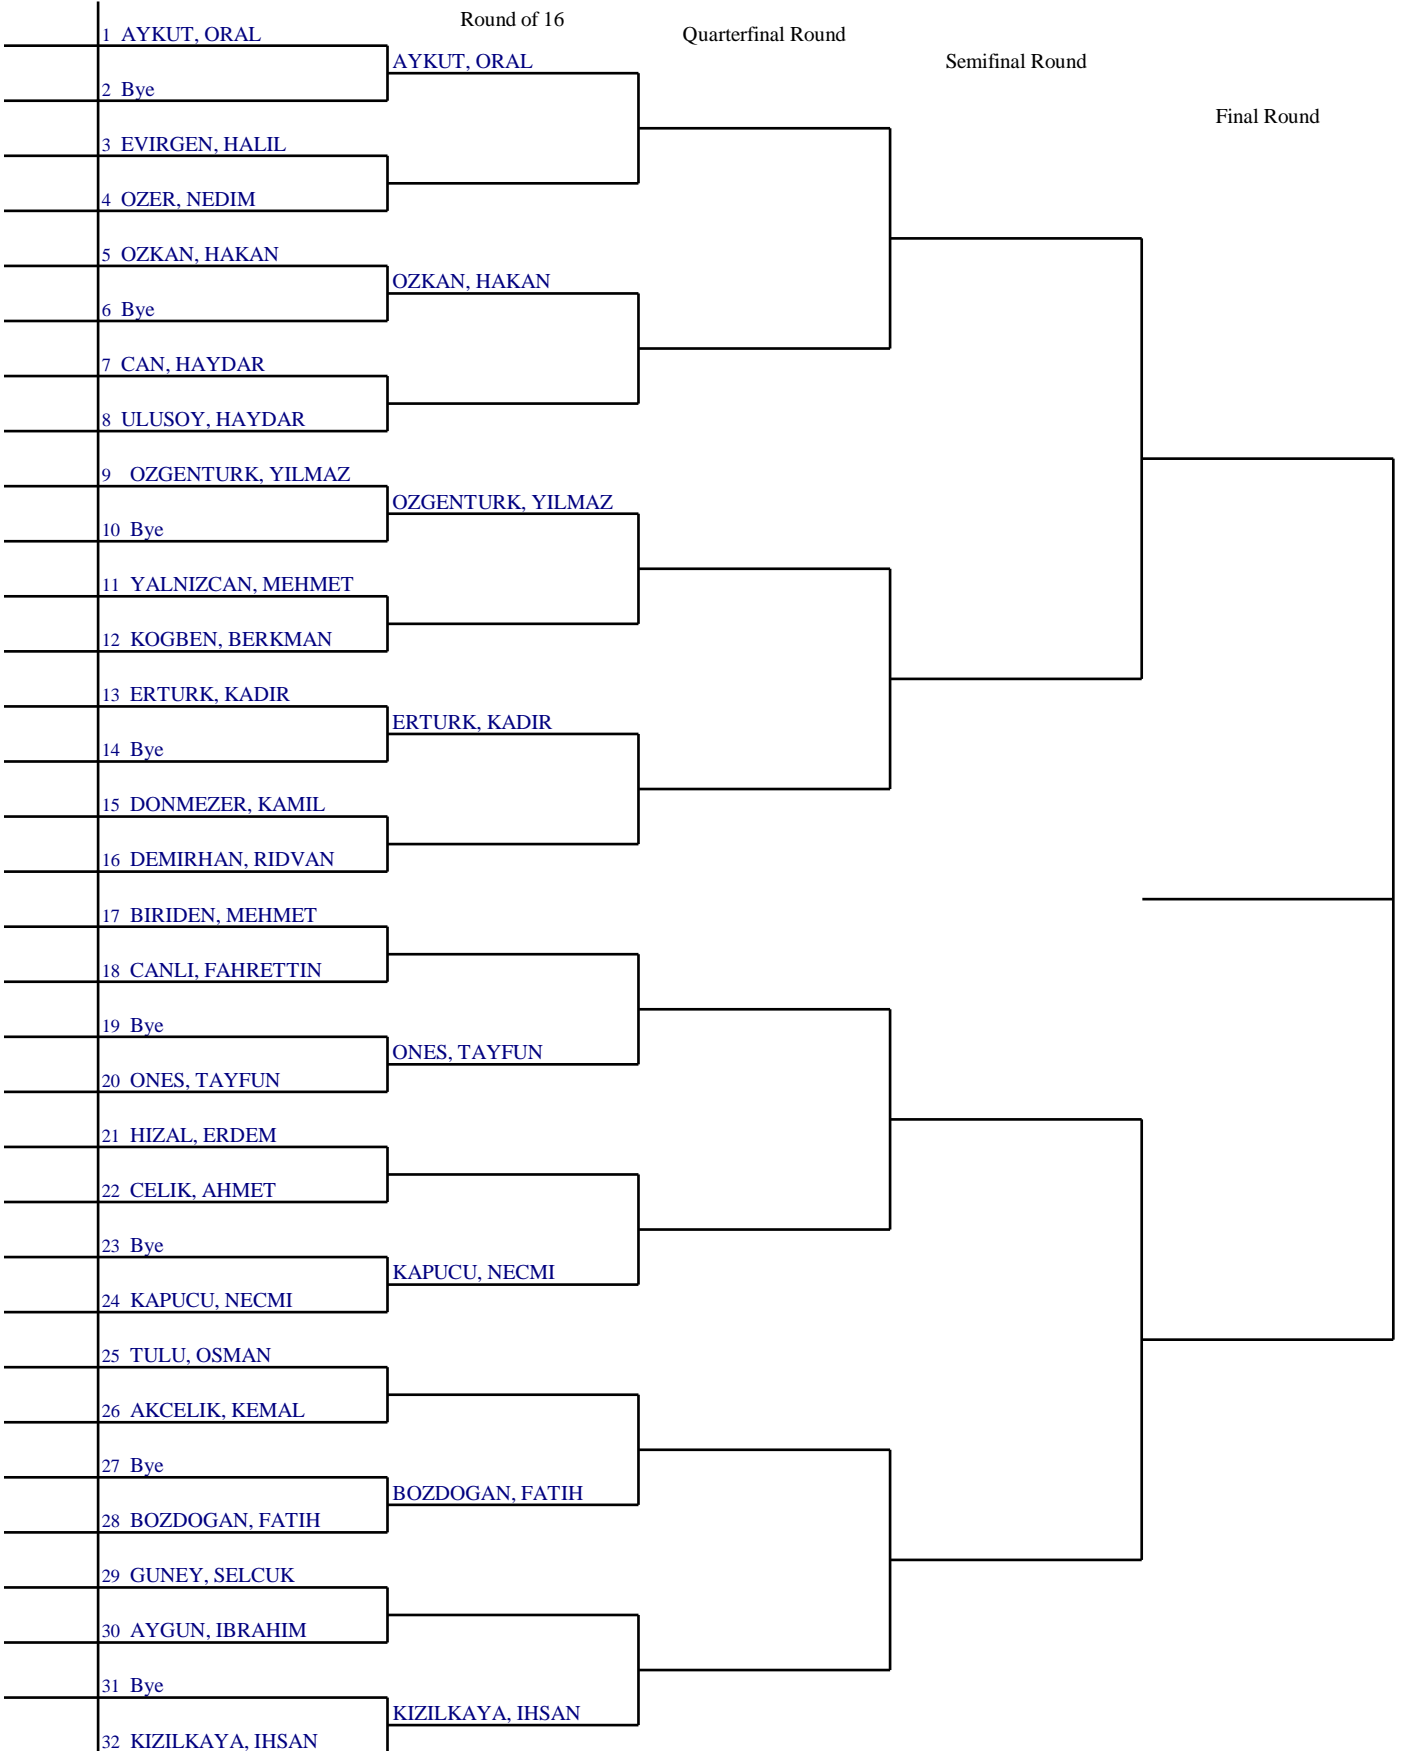 Round of 16
Quarterfinal Round
Semifinal Round
Final Round
1 AYKUT, ORAL
AYKUT, ORAL
2 Bye
3 EVIRGEN, HALIL
4 OZER, NEDIM
5 OZKAN, HAKAN
OZKAN, HAKAN
6 Bye
7 CAN, HAYDAR
8 ULUSOY, HAYDAR
9 OZGENTURK, YILMAZ
OZGENTURK, YILMAZ
10 Bye
11 YALNIZCAN, MEHMET
12 KOGBEN, BERKMAN
13 ERTURK, KADIR
ERTURK, KADIR
14 Bye
15 DONMEZER, KAMIL
16 DEMIRHAN, RIDVAN
17 BIRIDEN, MEHMET
18 CANLI, FAHRETTIN
19 Bye
ONES, TAYFUN
20 ONES, TAYFUN
21 HIZAL, ERDEM
22 CELIK, AHMET
23 Bye
KAPUCU, NECMI
24 KAPUCU, NECMI
25 TULU, OSMAN
26 AKCELIK, KEMAL
27 Bye
BOZDOGAN, FATIH
28 BOZDOGAN, FATIH
29 GUNEY, SELCUK
30 AYGUN, IBRAHIM
31 Bye
KIZILKAYA, IHSAN
32 KIZILKAYA, IHSAN